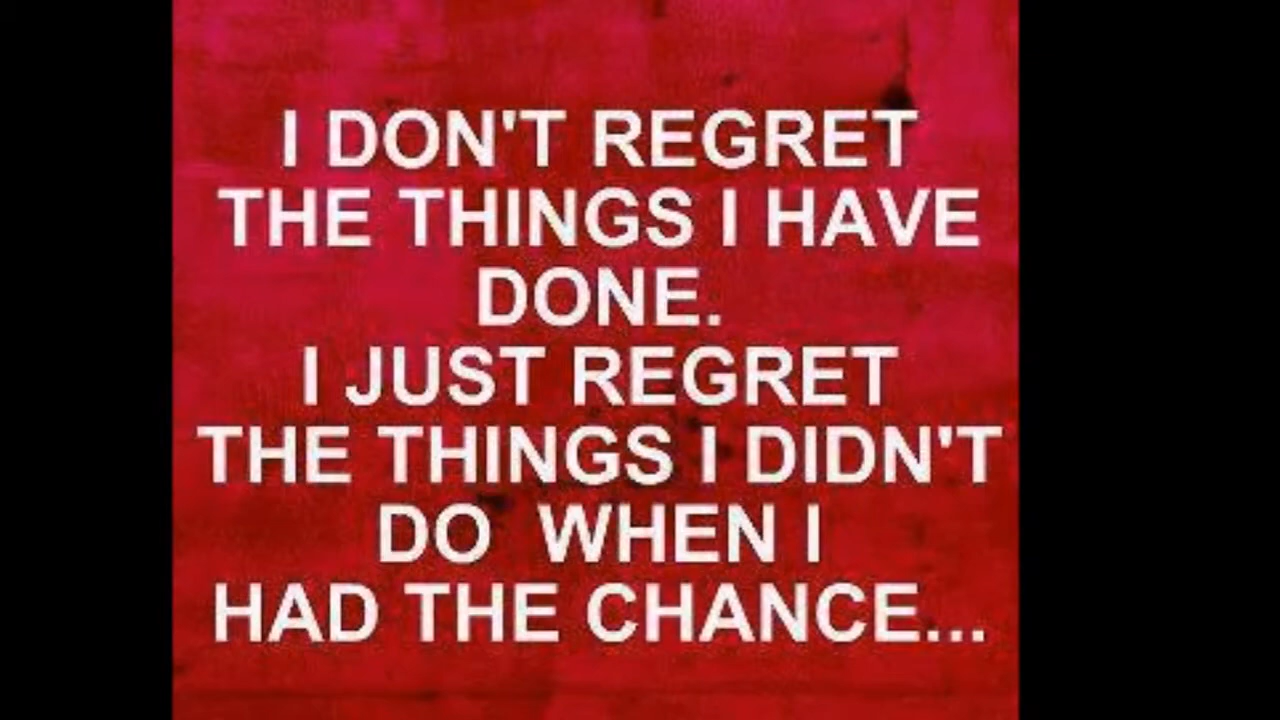 I DON'T REGRET
THE THINGS I HAVE
DONE.
I JUST REGRET
THE THINGS I DIDN'T
DO  WHEN I
HAD THE CHANCE...